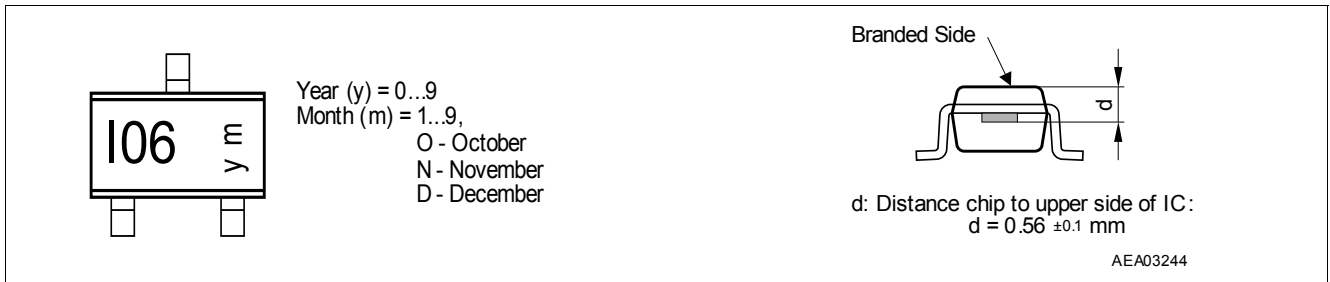 I06
y m
Year (y) = 0...9
Month (m) = 1...9,
O - October
N - November
D - December
Branded Side
d
d: Distance chip to upper side of IC:
d = 0.56 ±0.1 mm
AEA03244